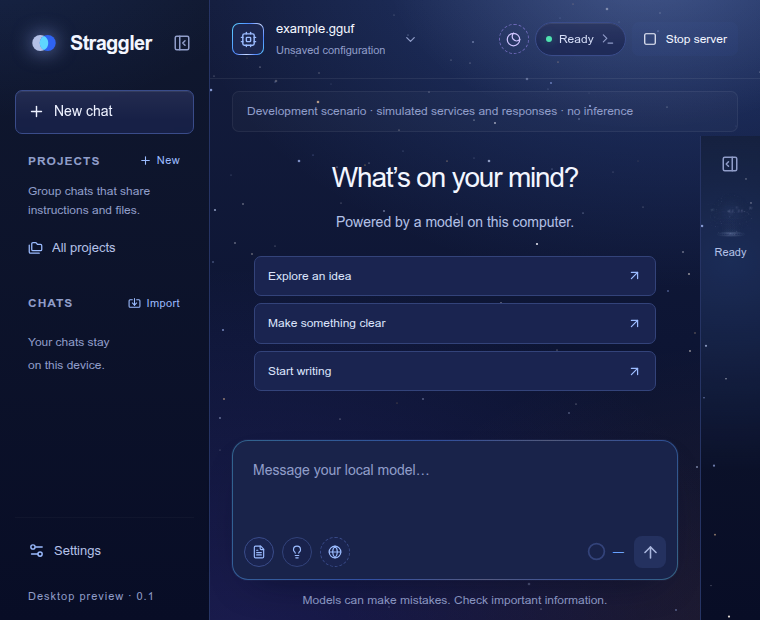 Straggler
New chat
PROJECTS
New
Group chats that share
instructions and files.
All projects
CHATS
Import
Your chats stay
on this device.
Settings
Desktop preview · 0.1
example.gguf
Unsaved configuration
Ready
Stop server
Development scenario · simulated services and responses · no inference
What’s on your mind?
Powered by a model on this computer.
Explore an idea
Make something clear
Start writing
Message your local model…
Models can make mistakes. Check important information.
Ready